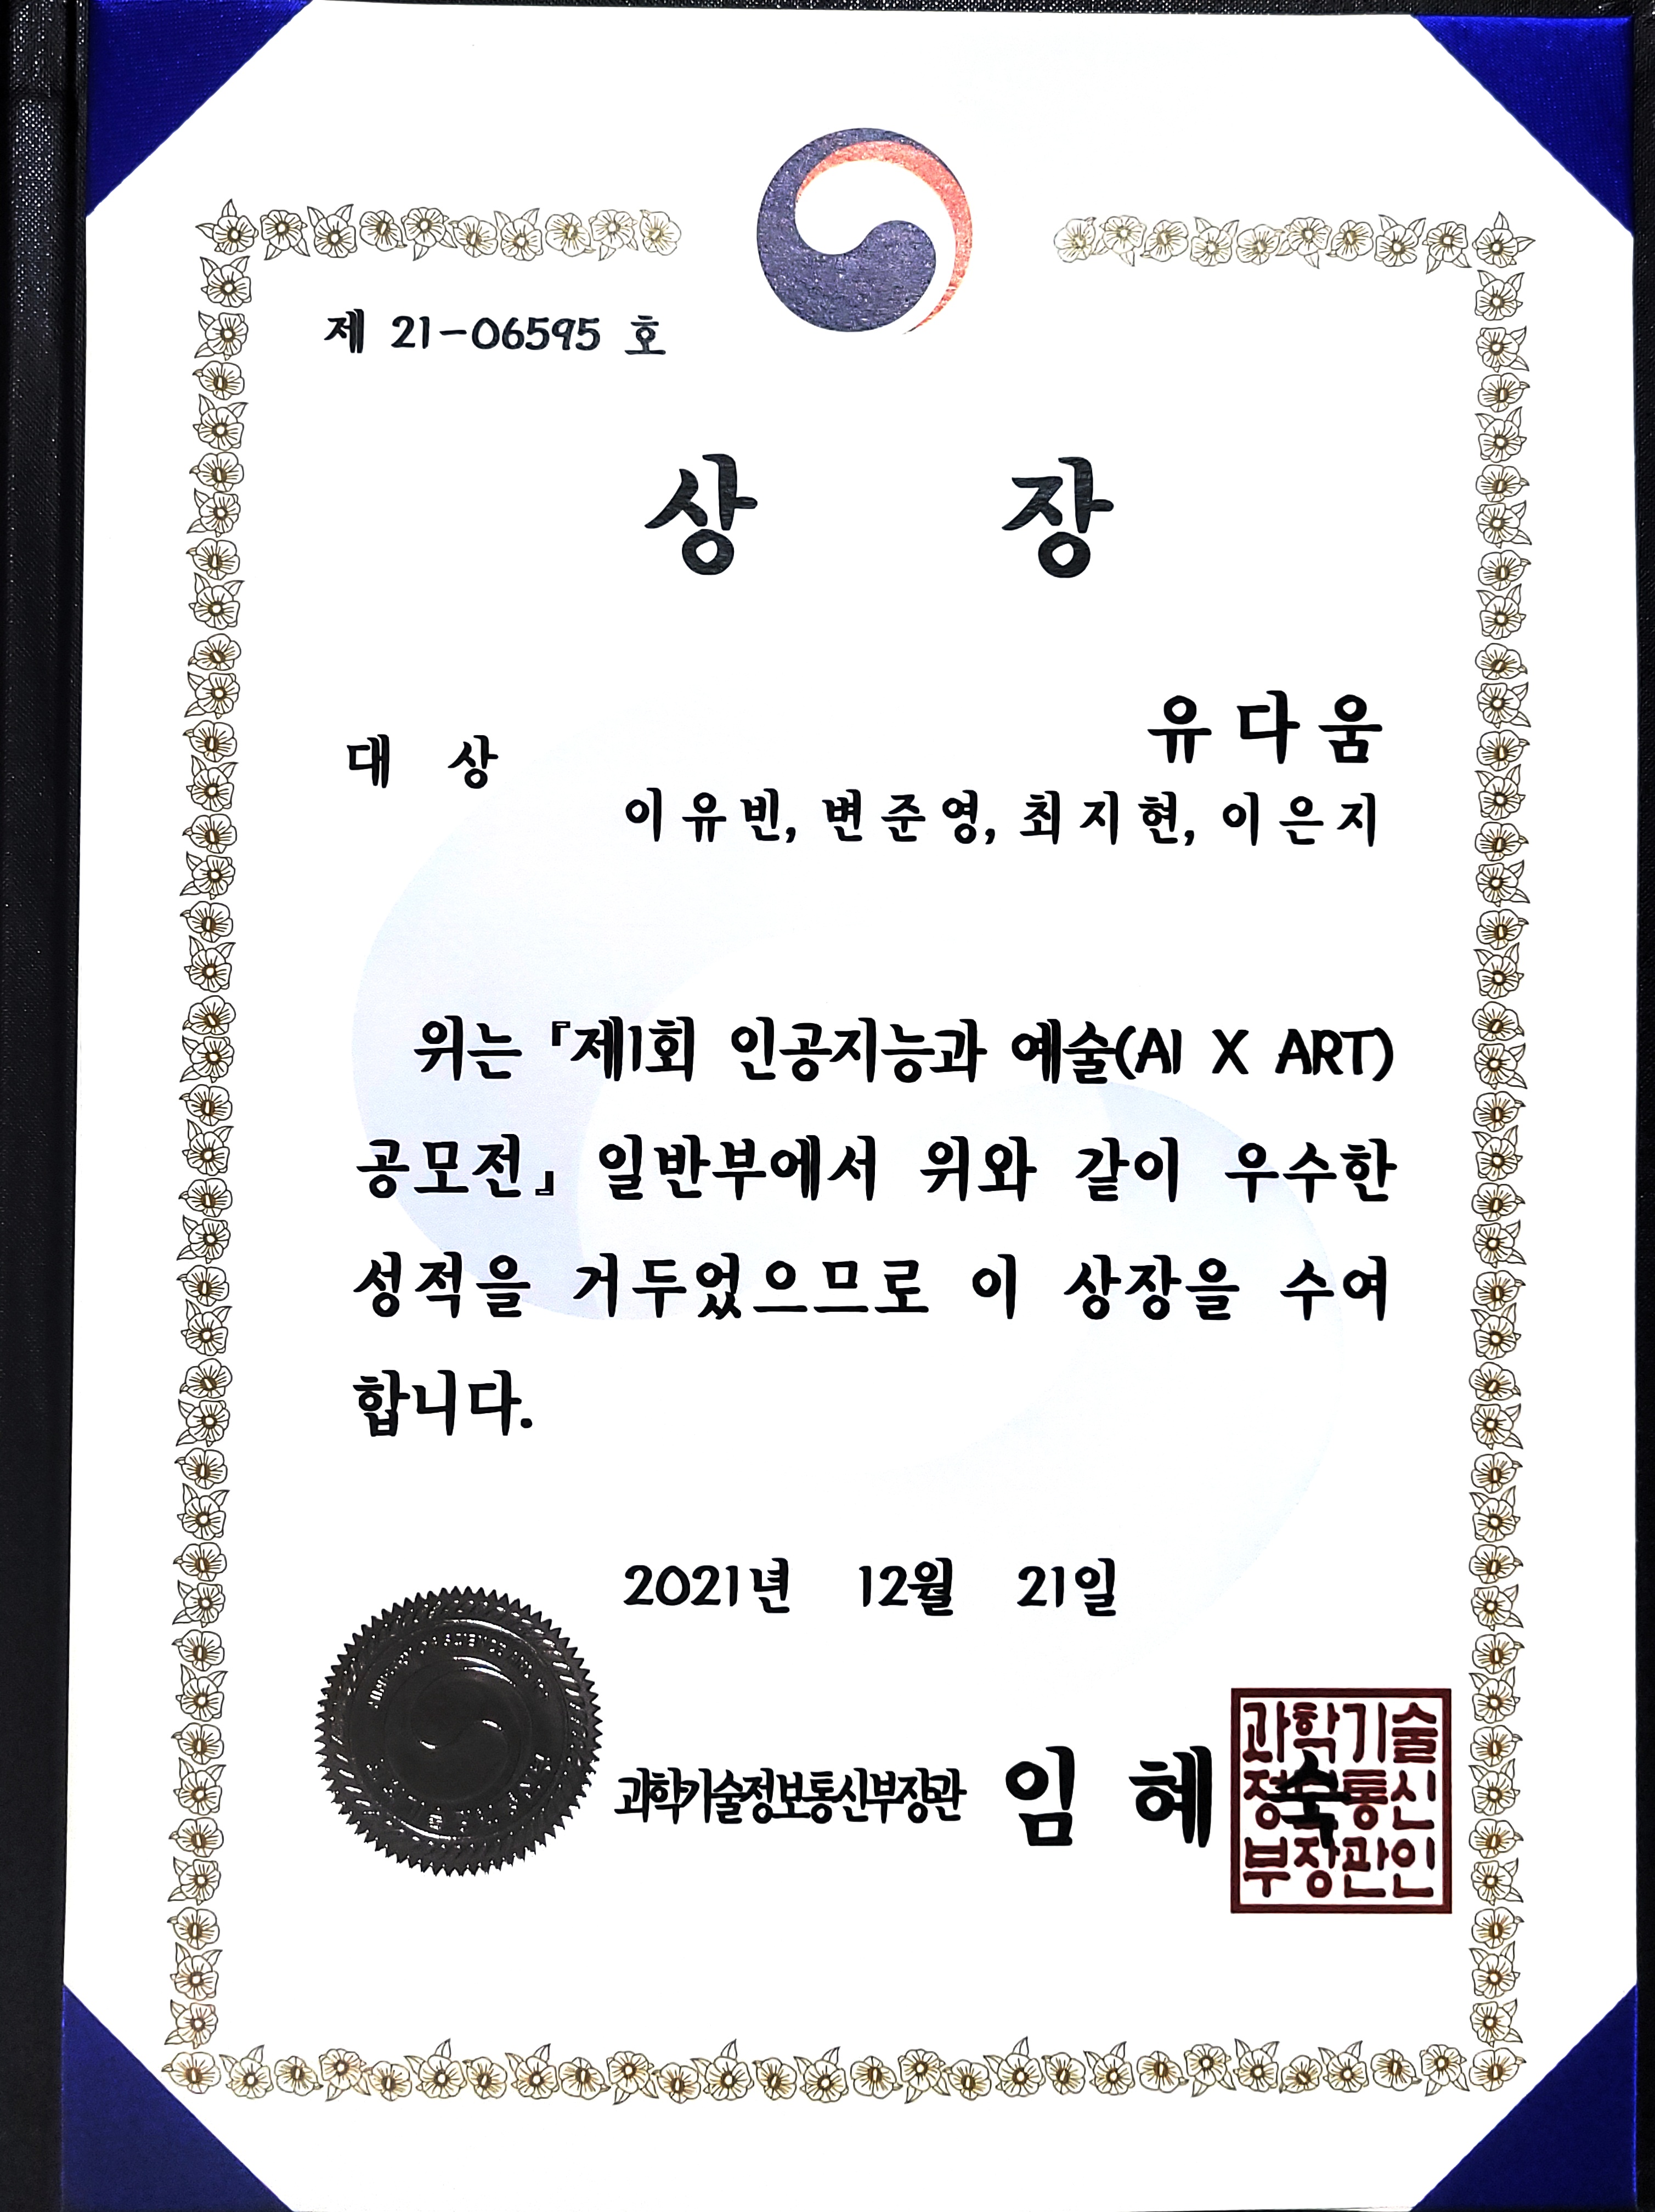 제 21-06595 호
상 장
대 상
유다움
이유빈, 변준영, 최지현, 이은지
위는 『제1회 인공지능과 예술(AI X ART)
공모전』 일반부에서 위와 같이 우수한
성적을 거두었으므로 이 상장을 수여
합니다.
2021년 12월 21일
과학기술정보통신부장관 임 혜 숙
과학기술
정보통신
부장관인